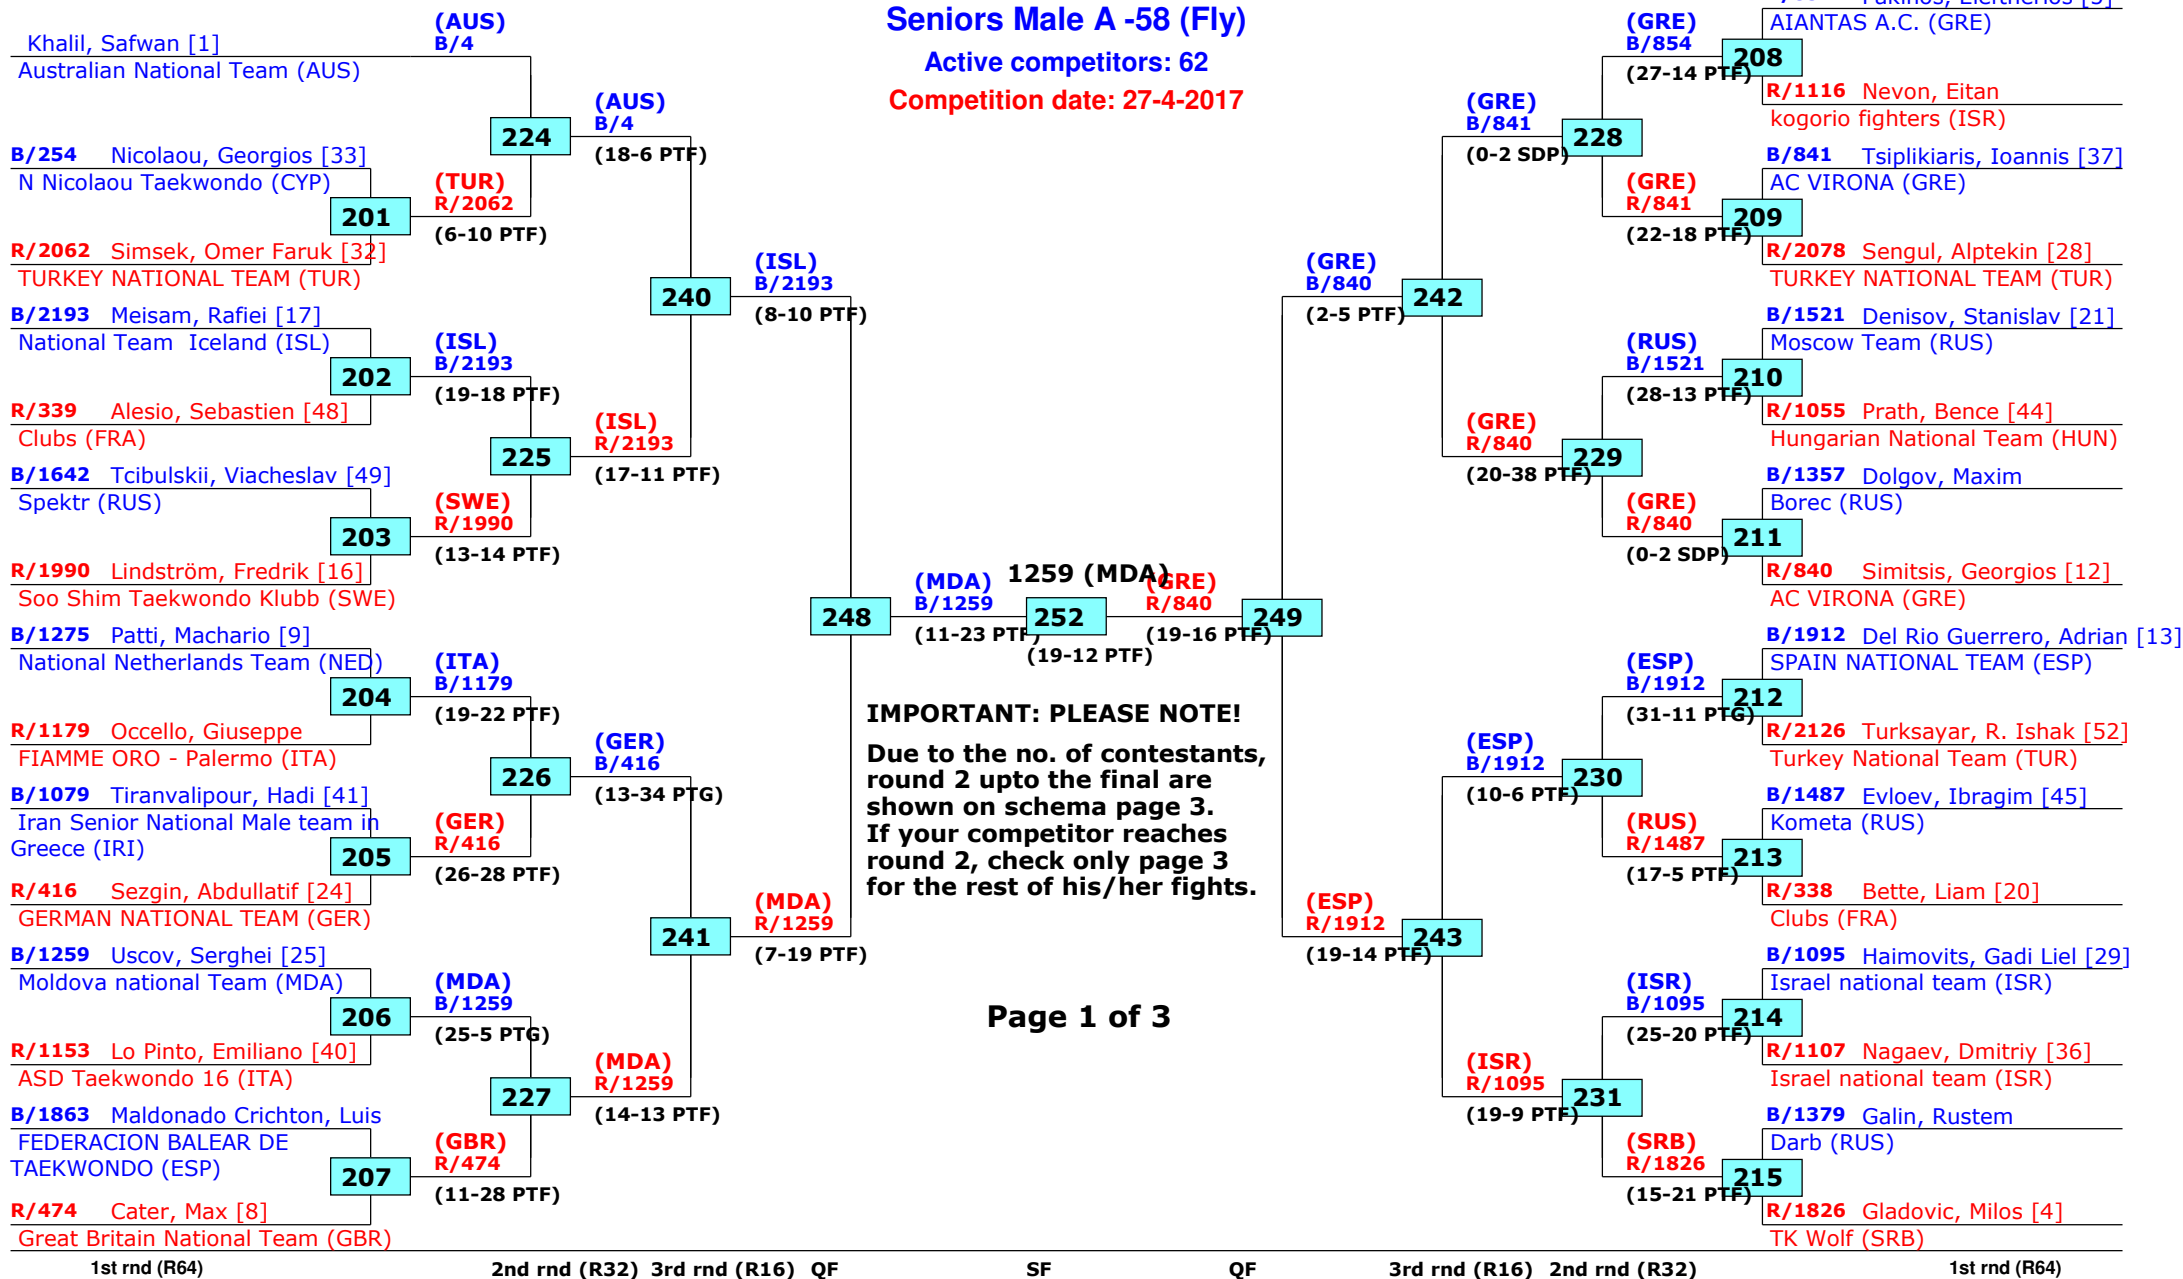 Seniors Male A -58 (Fly)
Active competitors: 62
Competition date: 27-4-2017
Khalil, Safwan [1]
Australian National Team (AUS)
B/254 Nicolaou, Georgios [33]
N Nicolaou Taekwondo (CYP)
201
R/2062 Simsek, Omer Faruk [32]
TURKEY NATIONAL TEAM (TUR)
B/2193 Meisam, Rafiei [17]
National Team Iceland (ISL)
202
R/339 Alesio, Sebastien [48]
Clubs (FRA)
B/1642 Tcibulskii, Viacheslav [49]
Spektr (RUS)
203
R/1990 Lindström, Fredrik [16]
Soo Shim Taekwondo Klubb (SWE)
B/1275 Patti, Machario [9]
National Netherlands Team (NED)
204
R/1179 Occello, Giuseppe
FIAMME ORO - Palermo (ITA)
B/1079 Tiranvalipour, Hadi [41]
Iran Senior National Male team in
Greece (IRI)
205
R/416 Sezgin, Abdullatif [24]
GERMAN NATIONAL TEAM (GER)
B/1259 Uscov, Serghei [25]
Moldova national Team (MDA)
206
R/1153 Lo Pinto, Emiliano [40]
ASD Taekwondo 16 (ITA)
B/1863 Maldonado Crichton, Luis
FEDERACION BALEAR DE
TAEKWONDO (ESP)
207
R/474 Cater, Max [8]
Great Britain National Team (GBR)
(AUS)
B/4
224
(TUR)
R/2062
(6-10 PTF)
(ISL)
B/2193
(19-18 PTF)
225
(SWE)
R/1990
(13-14 PTF)
(ITA)
B/1179
(19-22 PTF)
226
(GER)
R/416
(26-28 PTF)
(MDA)
B/1259
(25-5 PTG)
227
(GBR)
R/474
(11-28 PTF)
(AUS)
B/4
(18-6 PTF)
240
(ISL)
R/2193
(17-11 PTF)
(GER)
B/416
(13-34 PTG)
241
(MDA)
R/1259
(14-13 PTF)
(ISL)
B/2193
(8-10 PTF)
248
(MDA)
R/1259
(7-19 PTF)
(MDA)
B/1259
(11-23 PTF)
1259 (MDA)
252
(19-12 PTF)
(GRE)
R/840
(19-16 PTF)
249
IMPORTANT: PLEASE NOTE!
Due to the no. of contestants,
round 2 upto the final are
shown on schema page 3.
If your competitor reaches
round 2, check only page 3
for the rest of his/her fights.
Page 1 of 3
(GRE)
B/840
(2-5 PTF)
(ESP)
R/1912
(19-14 PTF)
(GRE)
B/841
(0-2 SDP)
242
(GRE)
R/840
(20-38 PTF)
(ESP)
B/1912
(10-6 PTF)
243
(ISR)
R/1095
(19-9 PTF)
(GRE)
B/854
(27-14 PTF)
228
(GRE)
R/841
(22-18 PTF)
(RUS)
B/1521
(28-13 PTF)
229
(GRE)
R/840
(0-2 SDP)
(ESP)
B/1912
(31-11 PTG)
230
(RUS)
R/1487
(17-5 PTF)
(ISR)
B/1095
(25-20 PTF)
231
(SRB)
R/1826
(15-21 PTF)
AIANTAS A.C. (GRE)
208
R/1116 Nevon, Eitan
kogorio fighters (ISR)
B/841 Tsiplikiaris, Ioannis [37]
AC VIRONA (GRE)
209
R/2078 Sengul, Alptekin [28]
TURKEY NATIONAL TEAM (TUR)
B/1521 Denisov, Stanislav [21]
Moscow Team (RUS)
210
R/1055 Prath, Bence [44]
Hungarian National Team (HUN)
B/1357 Dolgov, Maxim
Borec (RUS)
211
R/840 Simitsis, Georgios [12]
AC VIRONA (GRE)
B/1912 Del Rio Guerrero, Adrian [13]
SPAIN NATIONAL TEAM (ESP)
212
R/2126 Turksayar, R. Ishak [52]
Turkey National Team (TUR)
B/1487 Evloev, Ibragim [45]
Kometa (RUS)
213
R/338 Bette, Liam [20]
Clubs (FRA)
B/1095 Haimovits, Gadi Liel [29]
Israel national team (ISR)
214
R/1107 Nagaev, Dmitriy [36]
Israel national team (ISR)
B/1379 Galin, Rustem
Darb (RUS)
215
R/1826 Gladovic, Milos [4]
TK Wolf (SRB)
1st rnd (R64) 2nd rnd (R32) 3rd rnd (R16) QF SF QF 3rd rnd (R16) 2nd rnd (R32) 1st rnd (R64)